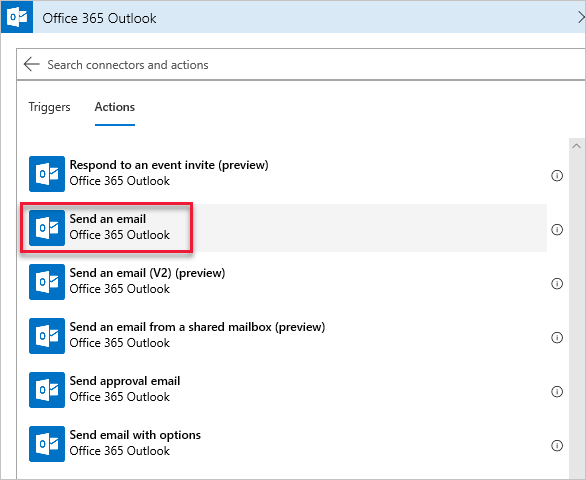 Office 365 Outlook
Search connectors and actions
Triggers
Actions
Respond to an event invite (preview)
Office 365 Outlook
Send an email
Office 365 Outlook
Send an email (V2) (preview)
Office 365 Outlook
Send an email from a shared mailbox (preview)
Office 365 Outlook
Send approval email
Office 365 Outlook
Send email with options
Office 365 Outlook